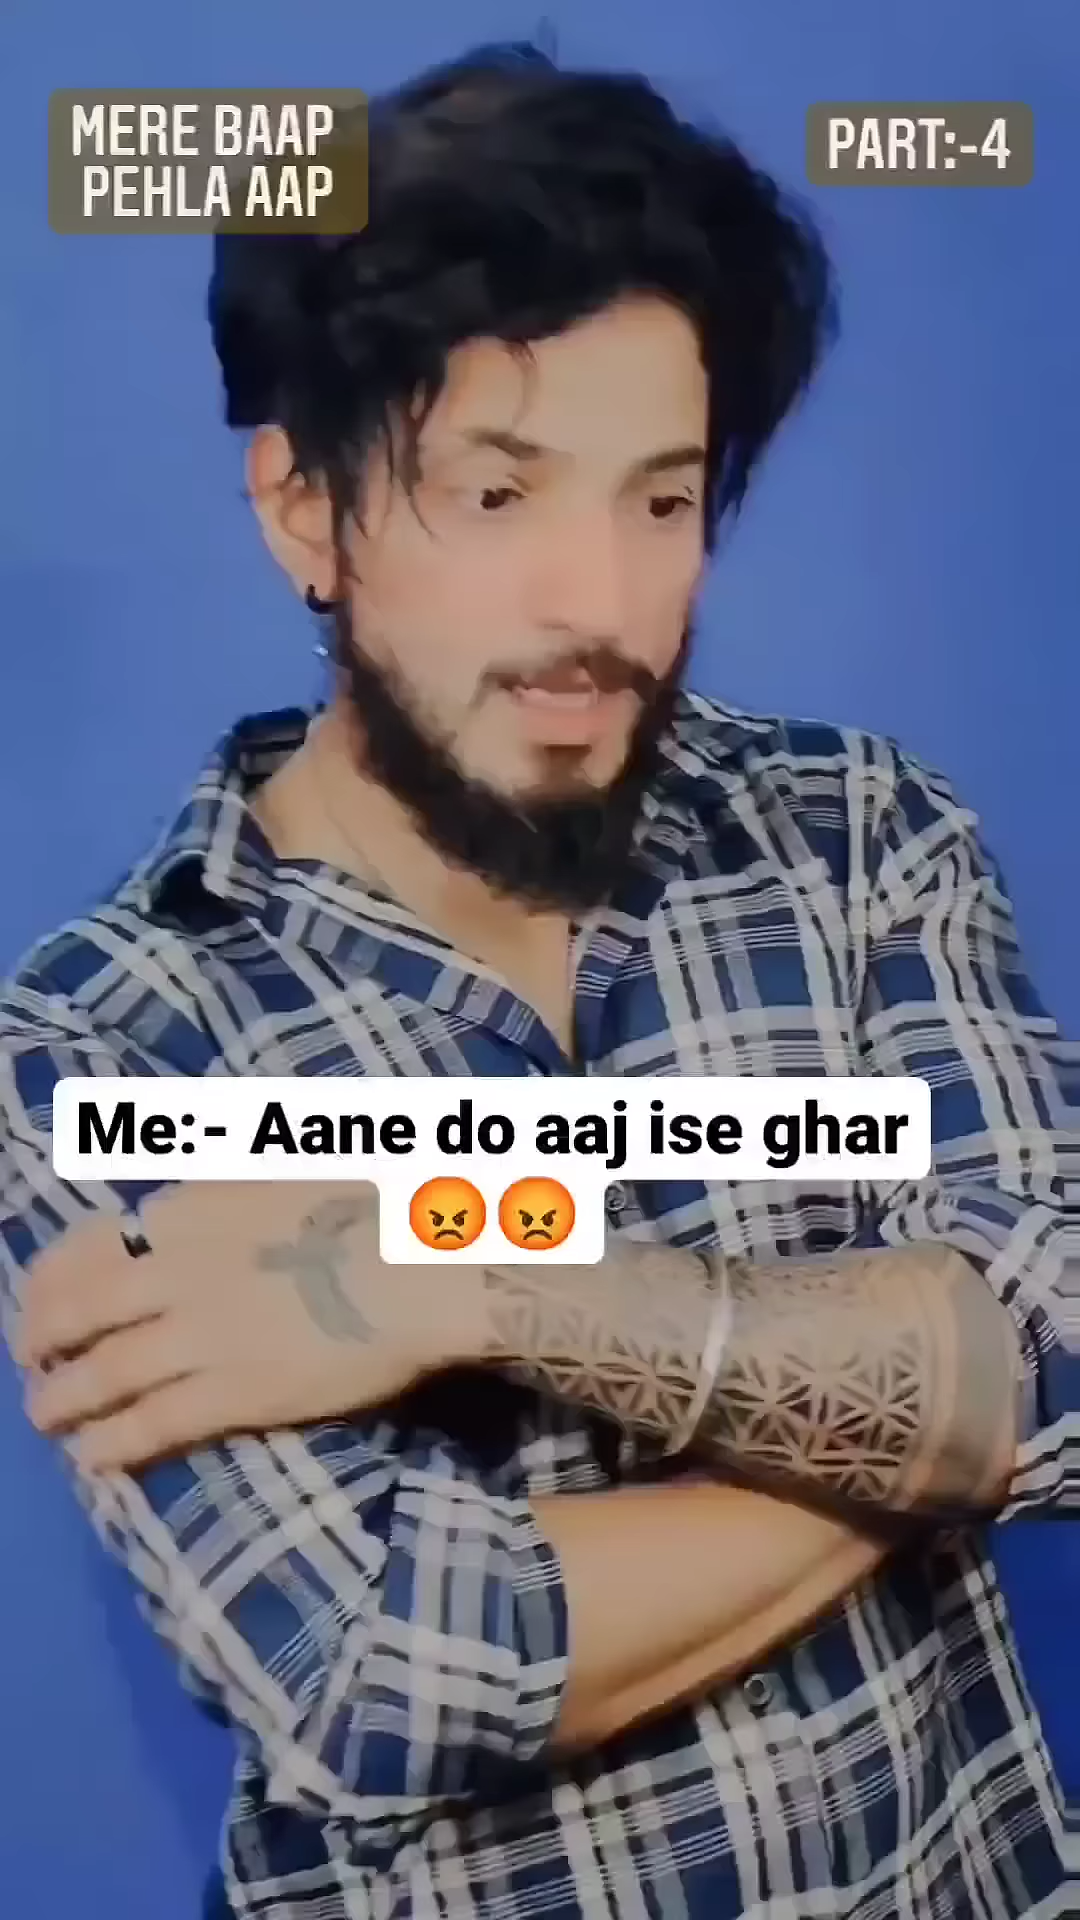 MERE BAAP
PEHLA AAP
PART:-4
Me:- Aane do aaj ise ghar
😡😡